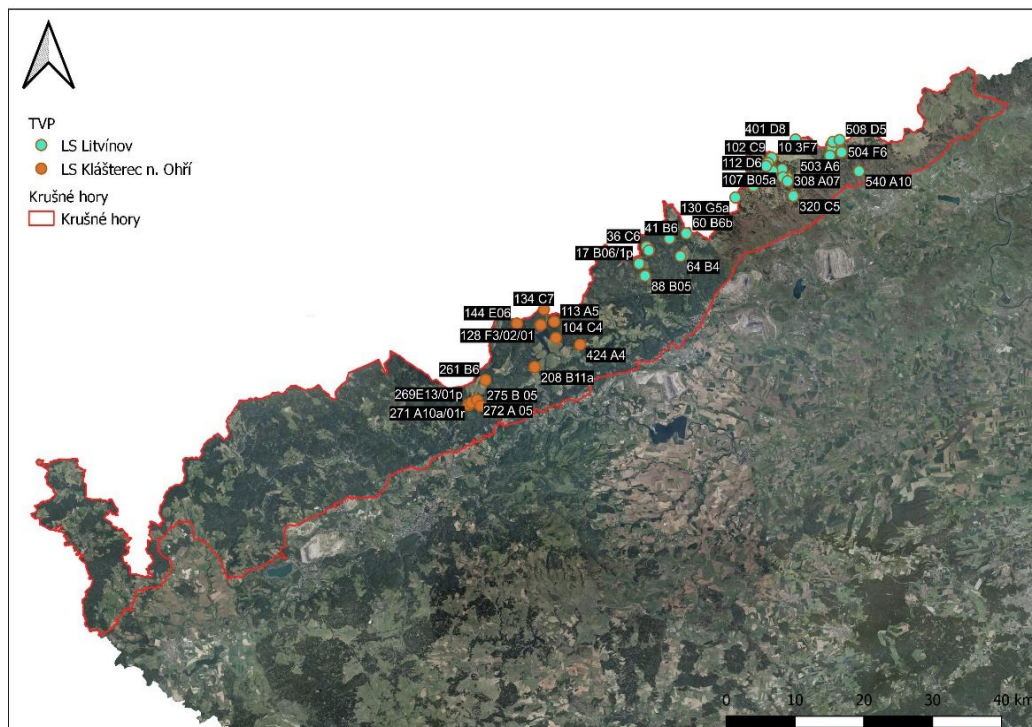 TVP
LS Litvínov
LS Klášterec n. Ohří
Krušné hory
Krušné hory
401 D8
508 D5
102 C9
10 3F7
504 F6
112 D6
503 A6
107 B05a
308 A07
540 A10
320 C5
130 G5a
41 B6
60 B6b
36 C6
17 B06/1p
64 B4
88 B05
134 C7
144 E06
113 A5
104 C4
128 F3/02/01
424 A4
208 B11a
261 B6
269E13/01p
275 B 05
271 A10a/01r
272 A 05
0 10 20 30 40 km